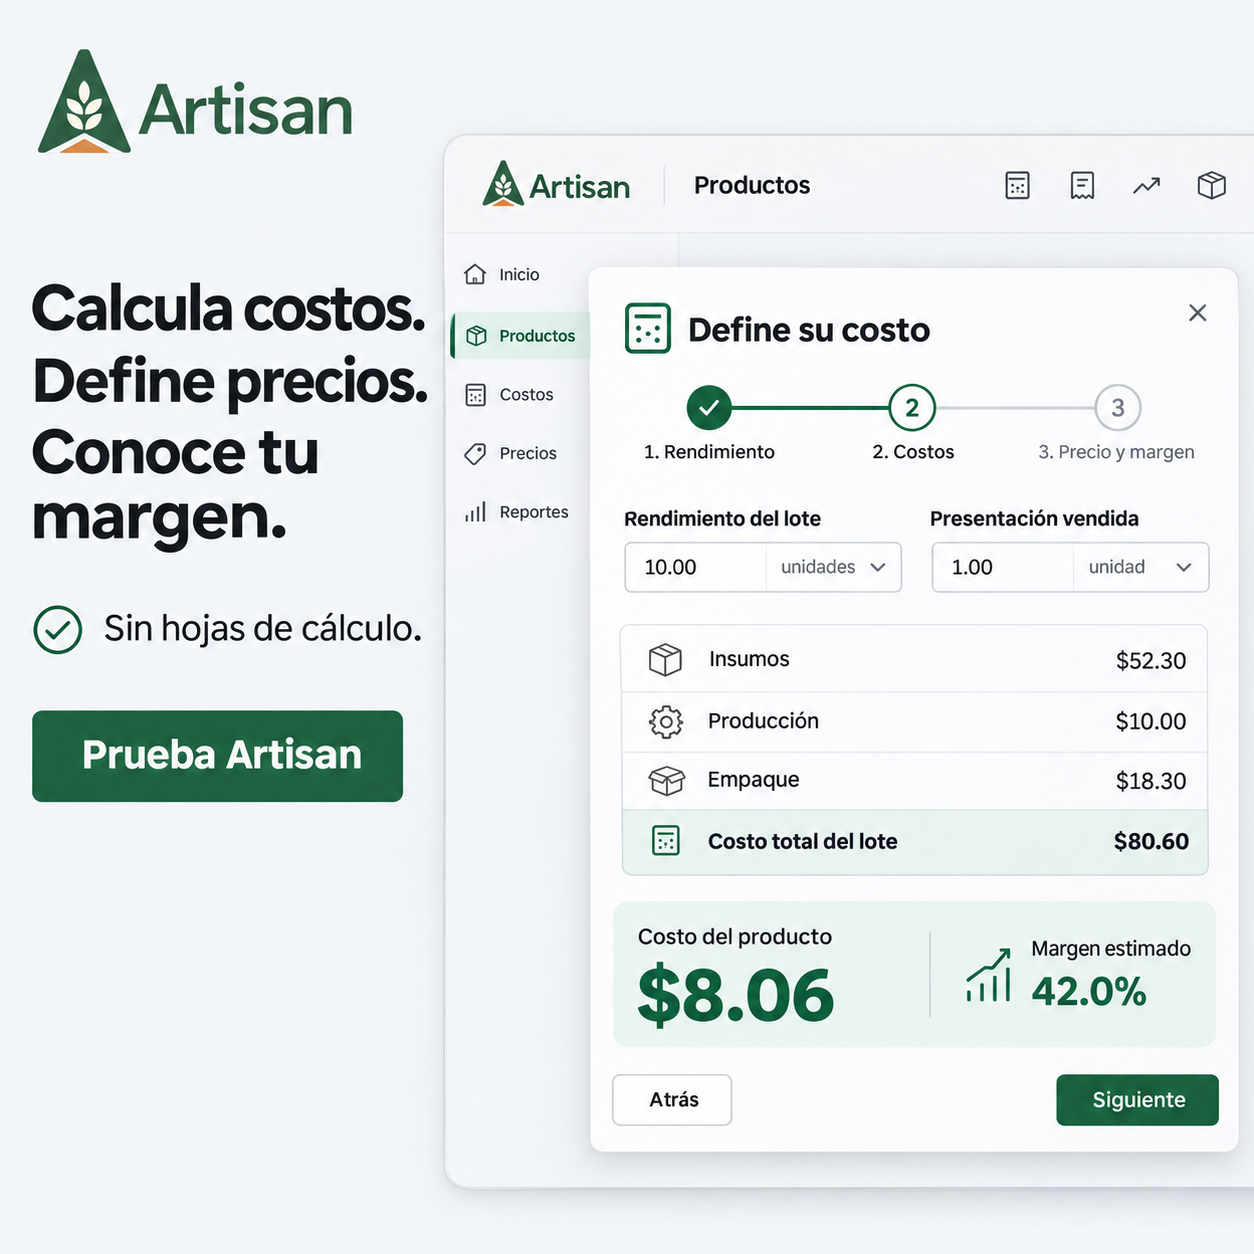 Artisan
Calcula costos.
Define precios.
Conoce tu
margen.
Sin hojas de cálculo.
Prueba Artisan
Artisan
Productos
Inicio
Productos
Costos
Precios
Reportes
Define su costo
2
3
1. Rendimiento
2. Costos
3. Precio y margen
Rendimiento del lote
Presentación vendida
10.00 unidades
1.00 unidad
Insumos $52.30
Producción $10.00
Empaque $18.30
Costo total del lote $80.60
Costo del producto
$8.06
Margen estimado
42.0%
Atrás
Siguiente